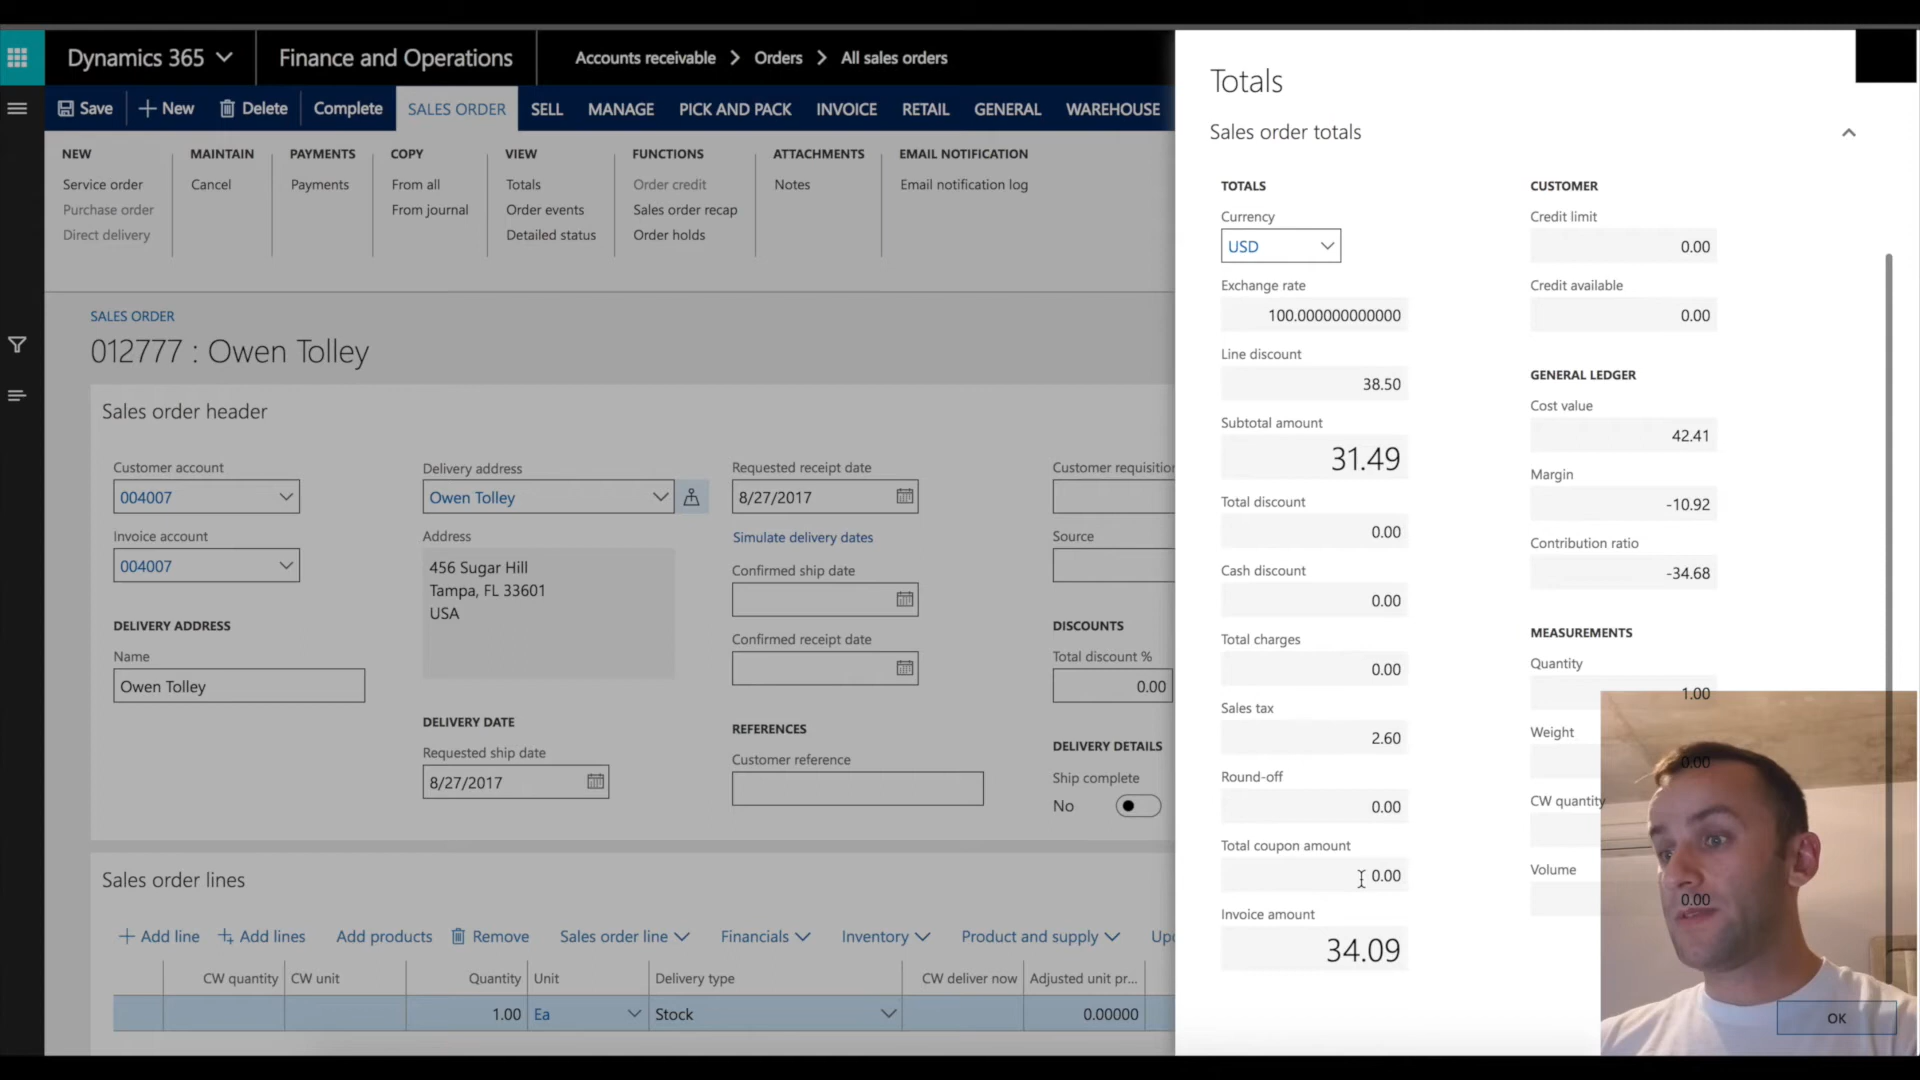 Dynamics 365
Finance and Operations
Accounts receivable > Orders > All sales orders
Save
New
Delete
Complete
SALES ORDER
SELL
MANAGE
PICK AND PACK
INVOICE
RETAIL
GENERAL
WAREHOUSE
NEW
Service order
Purchase order
Direct delivery
MAINTAIN
Cancel
PAYMENTS
Payments
COPY
From all
From journal
VIEW
Totals
Order events
Detailed status
FUNCTIONS
Order credit
Sales order recap
Order holds
ATTACHMENTS
Notes
EMAIL NOTIFICATION
Email notification log
SALES ORDER
012777 : Owen Tolley
Sales order header
Customer account
004007
Invoice account
004007
DELIVERY ADDRESS
Name
Owen Tolley
Delivery address
Owen Tolley
Address
456 Sugar Hill
Tampa, FL 33601
USA
DELIVERY DATE
Requested ship date
8/27/2017
Requested receipt date
8/27/2017
Simulate delivery dates
Confirmed ship date
Confirmed receipt date
REFERENCES
Customer reference
Customer requisition
Source
DISCOUNTS
Total discount %
0.00
DELIVERY DETAILS
Ship complete
No
Sales order lines
Add line
Add lines
Add products
Remove
Sales order line
Financials
Inventory
Product and supply
Up
CW quantity
CW unit
Quantity
Unit
Delivery type
CW deliver now
Adjusted unit pr...
1.00
Ea
Stock
0.00000
Totals
Sales order totals
TOTALS
Currency
USD
Exchange rate
100.000000000000
Line discount
38.50
Subtotal amount
31.49
Total discount
0.00
Cash discount
0.00
Total charges
0.00
Sales tax
2.60
Round-off
0.00
Total coupon amount
0.00
Invoice amount
34.09
CUSTOMER
Credit limit
0.00
Credit available
0.00
GENERAL LEDGER
Cost value
42.41
Margin
-10.92
Contribution ratio
-34.68
MEASUREMENTS
Quantity
1.00
Weight
0.00
CW quantity
Volume
0.00
OK